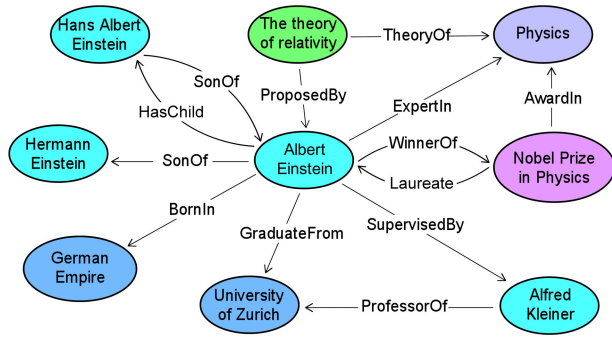 Hans Albert
Einstein
The theory
of relativity
TheoryOf
Physics
SonOf
HasChild
ProposedBy
ExpertIn
AwardIn
Hermann
Einstein
SonOf
Albert
Einstein
WinnerOf
Laureate
Nobel Prize
in Physics
BornIn
GraduateFrom
SupervisedBy
German
Empire
University
of Zurich
ProfessorOf
Alfred
Kleiner